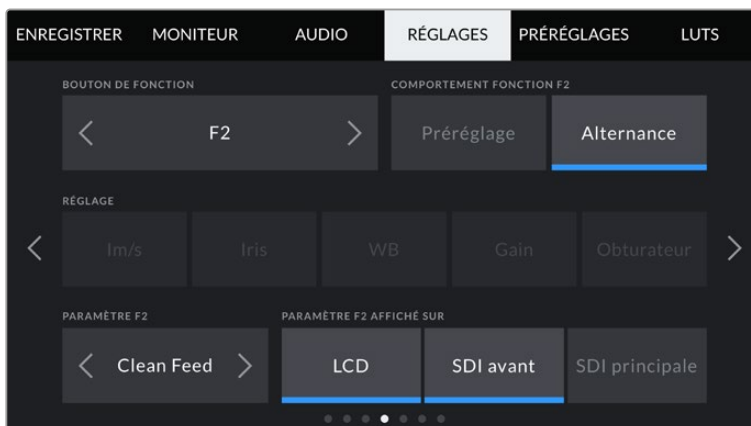 ENREGISTRER MONITEUR AUDIO RÉGLAGES PRÉRÉGLAGES LUTS
BOUTON DE FONCTION COMPORTEMENT FONCTION F2
F2 Préréglage Alternance
RÉGLAGE
Im/s Iris WB Gain Obturateur
PARAMÈTRE F2 PARAMÈTRE F2 AFFICHÉ SUR
Clean Feed LCD SDI avant SDI principale